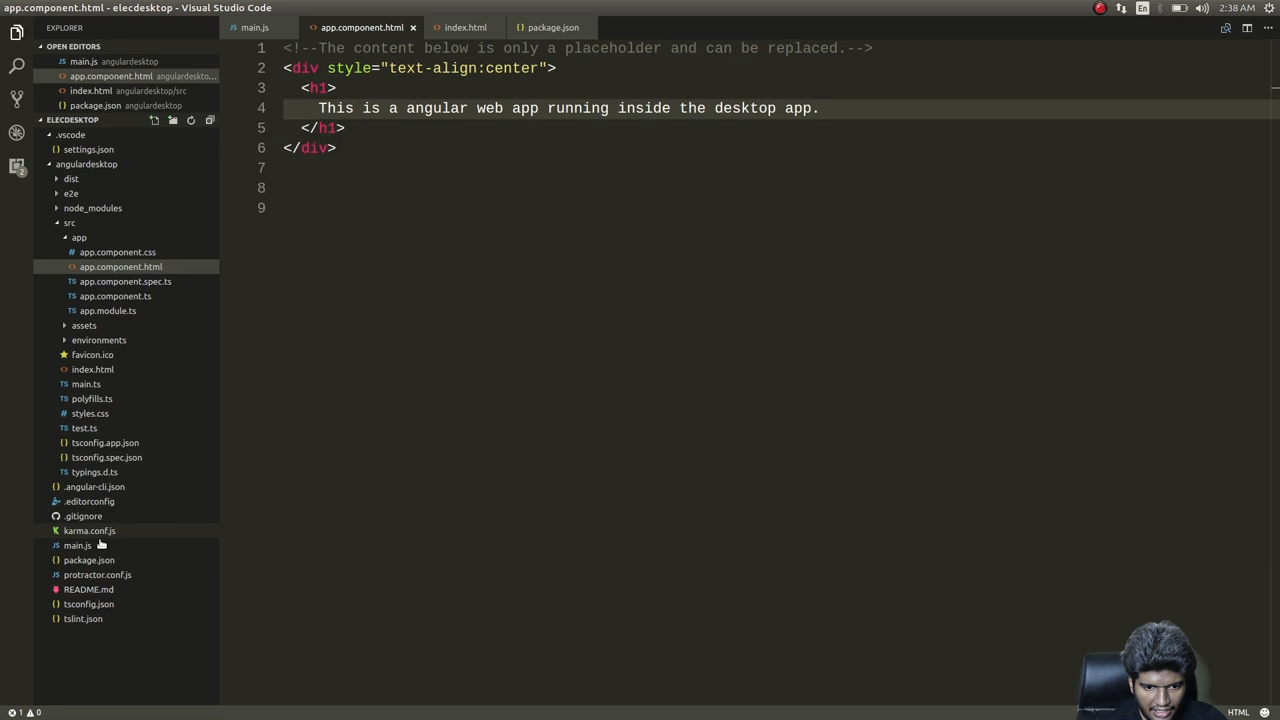 app.component.html - elecdesktop - Visual Studio Code
En
2:38 AM
EXPLORER
main.js
app.component.html ×
index.html
package.json
OPEN EDITORS
main.js angulardesktop
app.component.html angulardeskto...
index.html angulardesktop/src
package.json angulardesktop
ELECDESKTOP
.vscode
settings.json
angulardesktop
dist
e2e
node_modules
src
app
app.component.css
app.component.html
app.component.spec.ts
app.component.ts
app.module.ts
assets
environments
favicon.ico
index.html
main.ts
polyfills.ts
styles.css
test.ts
tsconfig.app.json
tsconfig.spec.json
typings.d.ts
.angular-cli.json
.editorconfig
.gitignore
karma.conf.js
main.js
package.json
protractor.conf.js
README.md
tsconfig.json
tslint.json
1 <!--The content below is only a placeholder and can be replaced.-->
2 <div style="text-align:center">
3 <h1>
4 This is a angular web app running inside the desktop app.
5 </h1>
6 </div>
7
8
9
2
1 0
HTML